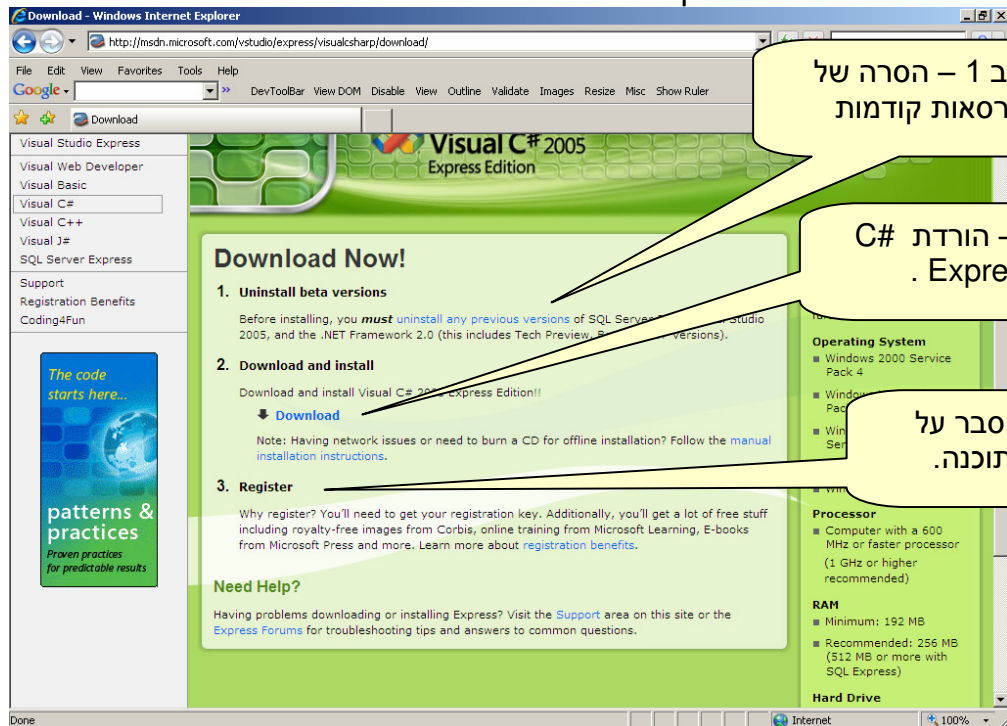 Download - Windows Internet Explorer
http://msdn.microsoft.com/vstudio/express/visualcsharp/download/
File Edit View Favorites Tools Help
Google
DevToolBar View DOM Disable View Outline Validate Images Resize Misc Show Ruler
Download
Visual Studio Express
Visual Web Developer
Visual Basic
Visual C#
Visual C++
Visual J#
SQL Server Express
Support
Registration Benefits
Coding4Fun
The code
starts here...
patterns &
practices
Proven practices
for predictable results
Visual C# 2005
Express Edition
Download Now!
1. Uninstall beta versions
Before installing, you must uninstall any previous versions of SQL Server Studio
2005, and the .NET Framework 2.0 (this includes Tech Preview, versions).
2. Download and install
Download and install Visual C# 2005 Express Edition!!
Download
Note: Having network issues or need to burn a CD for offline installation? Follow the manual
installation instructions.
3. Register
Why register? You'll need to get your registration key. Additionally, you'll get a lot of free stuff
including royalty-free images from Corbis, online training from Microsoft Learning, E-books
from Microsoft Press and more. Learn more about registration benefits.
Need Help?
Having problems downloading or installing Express? Visit the Support area on this site or the
Express Forums for troubleshooting tips and answers to common questions.
ב 1 – הסרה של
רסאות קודמות
- הורדת C#
Expre .
סבר על
תוכנה.
Operating System
Windows 2000 Service
Pack 4
Processor
Computer with a 600
MHz or faster processor
(1 GHz or higher
recommended)
RAM
Minimum: 192 MB
Recommended: 256 MB
(512 MB or more with
SQL Express)
Hard Drive
Done
Internet
100%